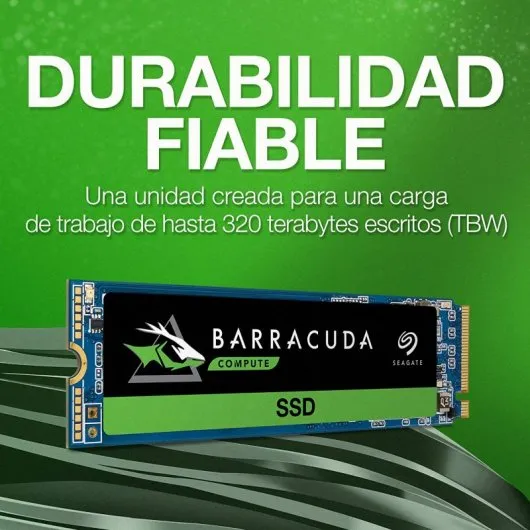 DURABILIDAD
FIABLE
Una unidad creada para una carga
de trabajo de hasta 320 terabytes escritos (TBW)
BARRACUDA
COMPUTE
SEAGATE
SSD